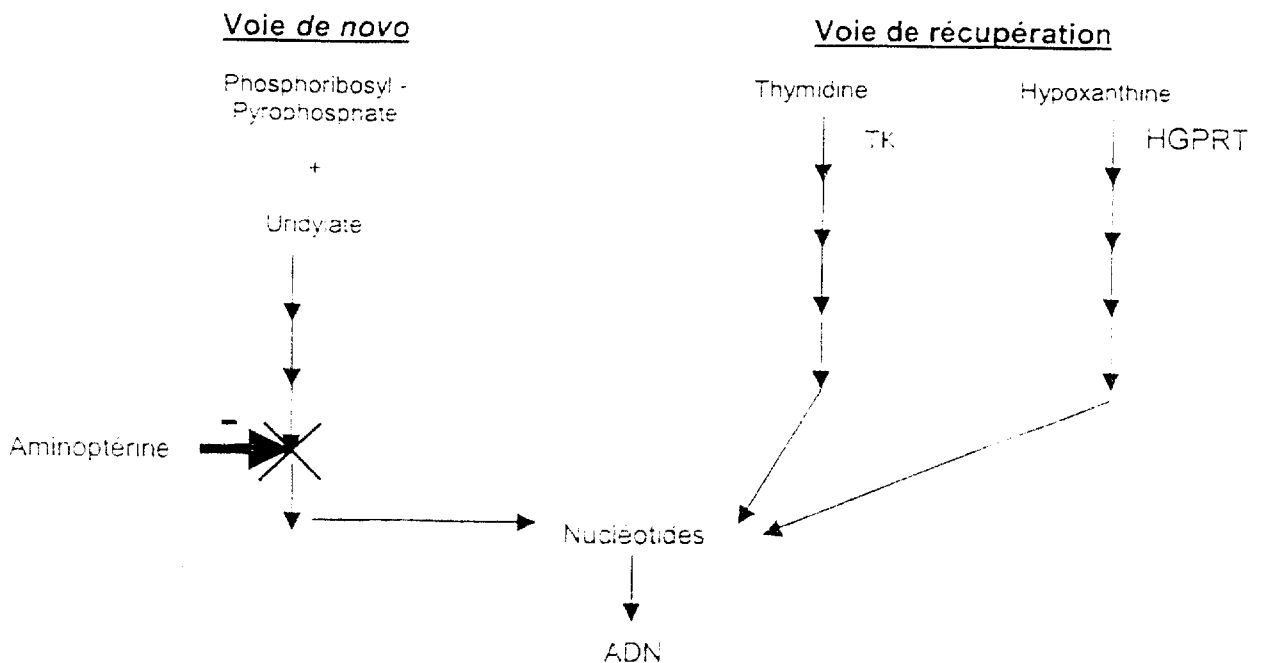 Voie de novo
Voie de récupération
Phosphoribosyl -
Pyrophosphate
+
Uridylate
Thymidine
Hypoxanthine
TK
HGPRT
-
Aminoptérine
Nucléotides
ADN